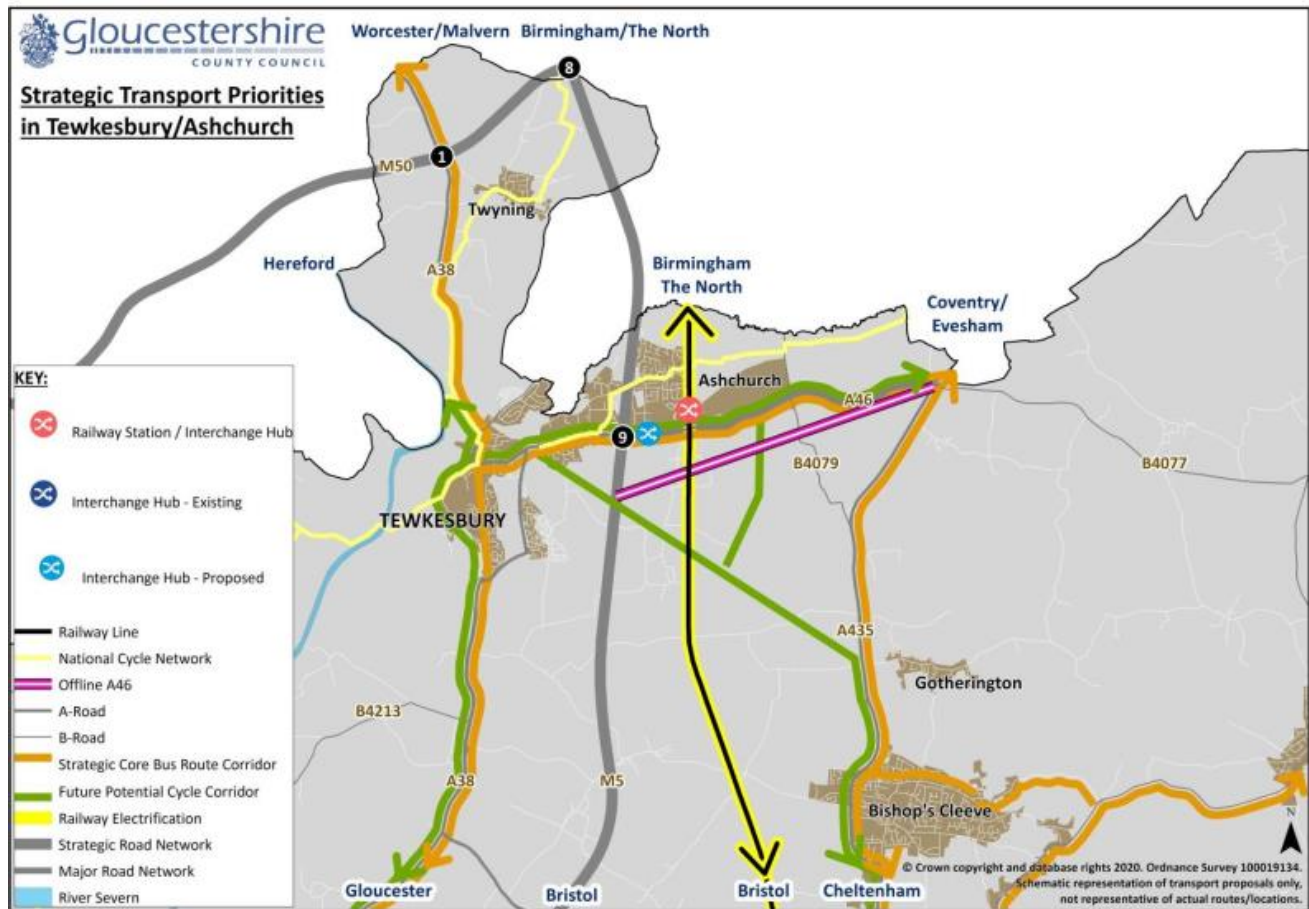 Gloucestershire
COUNTY COUNCIL
Strategic Transport Priorities
in Tewkesbury/Ashchurch
Worcester/Malvern
Birmingham/The North
8
1
M50
Twyning
Hereford
A38
Birmingham
The North
Coventry/
Evesham
Ashchurch
A46
9
B4079
B4077
TEWKESBURY
A435
Gotherington
B4213
A38
M5
Bishop's Cleeve
Gloucester
Bristol
Bristol
Cheltenham
N
KEY:
Railway Station / Interchange Hub
Interchange Hub - Existing
Interchange Hub - Proposed
Railway Line
National Cycle Network
Offline A46
A-Road
B-Road
Strategic Core Bus Route Corridor
Future Potential Cycle Corridor
Railway Electrification
Strategic Road Network
Major Road Network
River Severn
© Crown copyright and database rights 2020. Ordnance Survey 100019134.
Schematic representation of transport proposals only,
not representative of actual routes/locations.